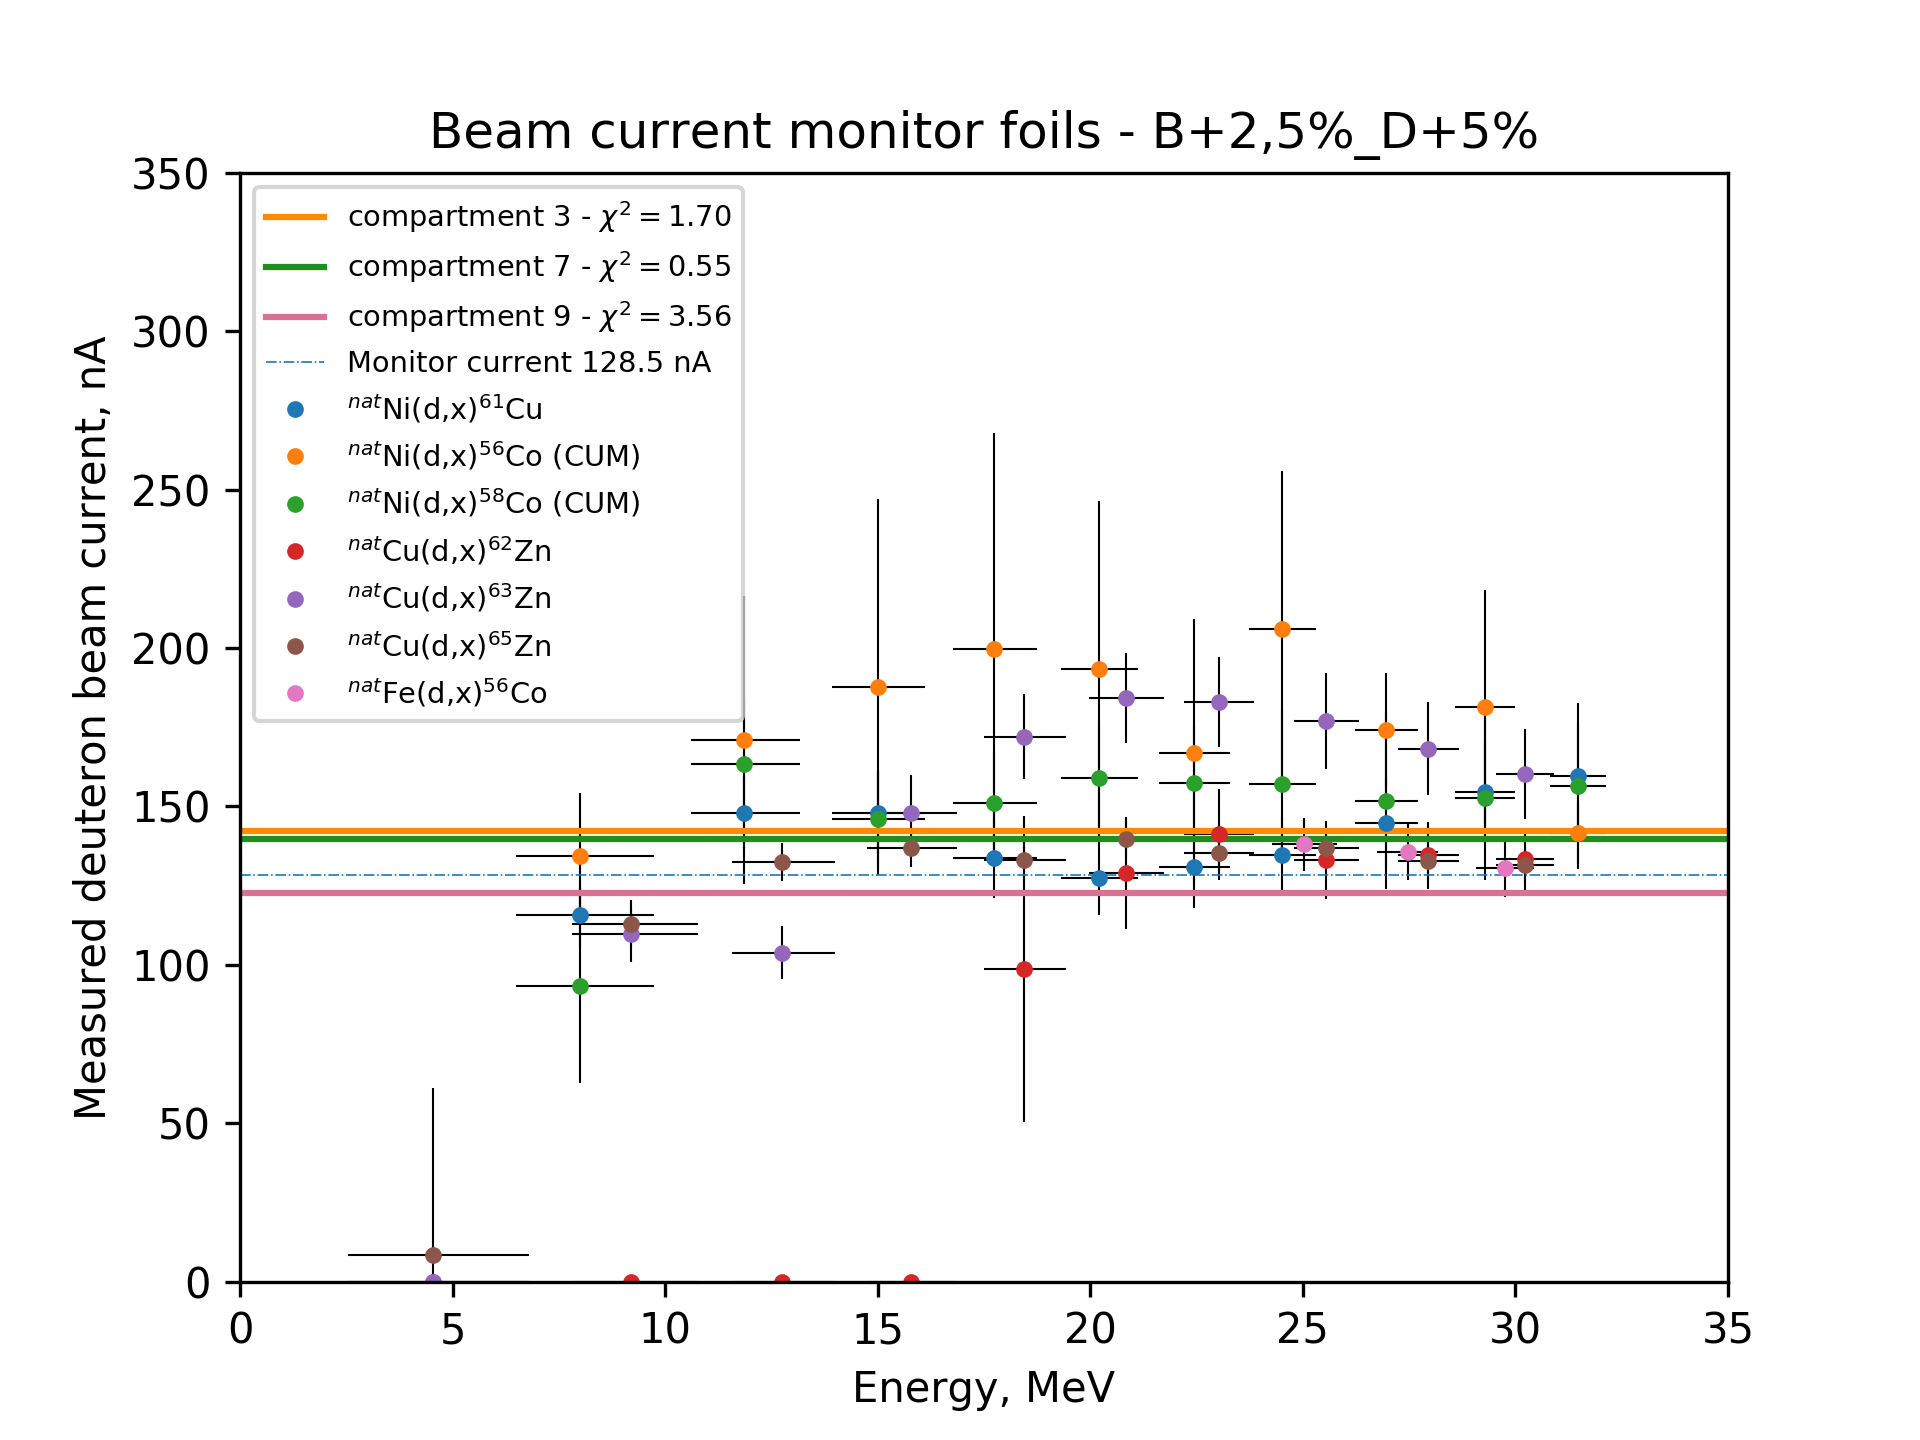 Beam current monitor foils - B+2,5%_D+5%
350
300
250
200
150
100
50
0
Measured deuteron beam current, nA
compartment 3 - χ² = 1.70
compartment 7 - χ² = 0.55
compartment 9 - χ² = 3.56
Monitor current 128.5 nA
ⁿᵃᵗNi(d,x)⁶¹Cu
ⁿᵃᵗNi(d,x)⁵⁶Co (CUM)
ⁿᵃᵗNi(d,x)⁵⁸Co (CUM)
ⁿᵃᵗCu(d,x)⁶²Zn
ⁿᵃᵗCu(d,x)⁶³Zn
ⁿᵃᵗCu(d,x)⁶⁵Zn
ⁿᵃᵗFe(d,x)⁵⁶Co
0 5 10 15 20 25 30 35
Energy, MeV